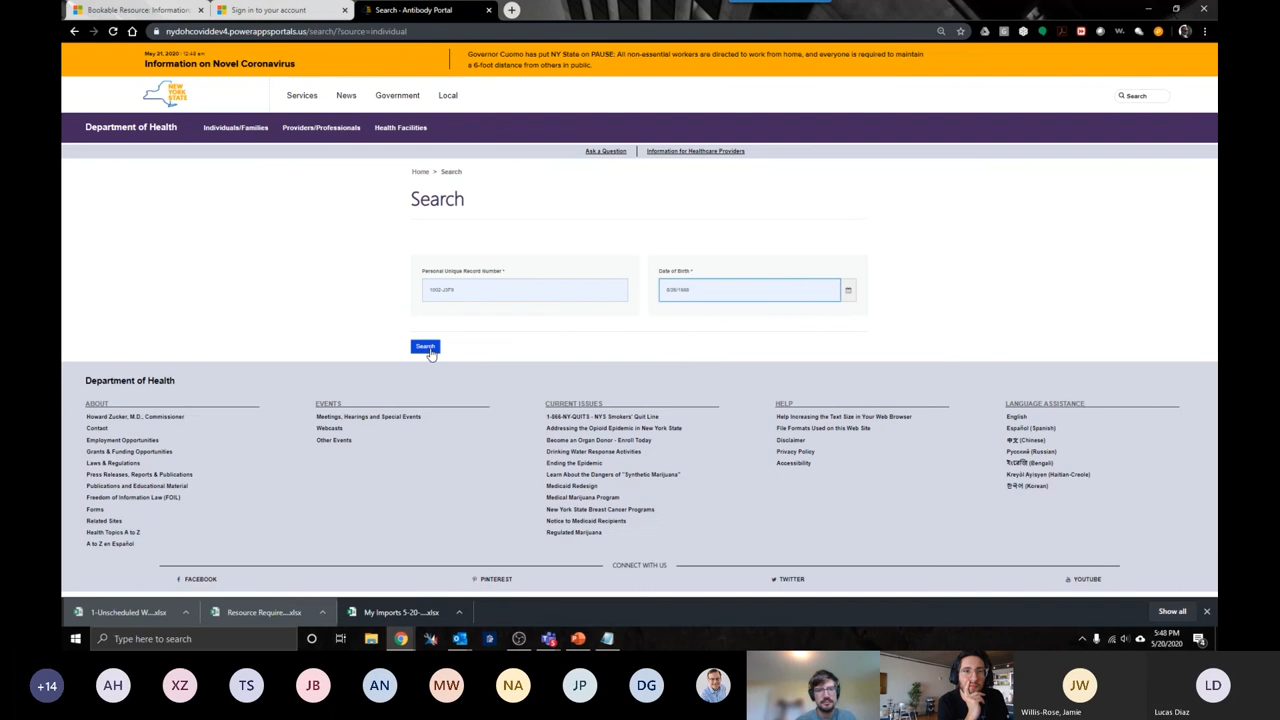 Bookable Resource: Information
Sign in to your account
Search - Antibody Portal
nydohcoviddev4.powerappsportals.us/search/?source=individual
May 21, 2020 · 12:48 am
Information on Novel Coronavirus
Governor Cuomo has put NY State on PAUSE: All non-essential workers are directed to work from home, and everyone is required to maintain
a 6-foot distance from others in public.
NEW YORK STATE
Services News Government Local
Search
Department of Health
Individuals/Families Providers/Professionals Health Facilities
Ask a Question
Information for Healthcare Providers
Home > Search
Search
Personal Unique Record Number *
Date of Birth *
Search
Department of Health
ABOUT
Howard Zucker, M.D., Commissioner
Contact
Employment Opportunities
Grants & Funding Opportunities
Laws & Regulations
Press Releases, Reports & Publications
Publications and Educational Material
Freedom of Information Law (FOIL)
Forms
Related Sites
Health Topics A to Z
A to Z en Español
EVENTS
Meetings, Hearings and Special Events
Webcasts
Other Events
CURRENT ISSUES
1-866-NY-QUITS - NYS Smokers' Quit Line
Addressing the Opioid Epidemic in New York State
Become an Organ Donor - Enroll Today
Drinking Water Response Activities
Ending the Epidemic
Learn About the Dangers of "Synthetic Marijuana"
Medicaid Redesign
Medical Marijuana Program
New York State Breast Cancer Programs
Notice to Medicaid Recipients
Regulated Marijuana
HELP
Help Increasing the Text Size in Your Web Browser
File Formats Used on this Web Site
Disclaimer
Privacy Policy
Accessibility
LANGUAGE ASSISTANCE
English
Español (Spanish)
中文 (Chinese)
Русский (Russian)
(Bengali)
Kreyòl Ayisyen (Haitian-Creole)
한국어 (Korean)
CONNECT WITH US
FACEBOOK
PINTEREST
TWITTER
YOUTUBE
1-Unscheduled W....xlsx
Resource Require....xlsx
My Imports 5-20-....xlsx
Show all
Type here to search
5:48 PM
5/20/2020
4
+14
AH
XZ
TS
JB
AN
MW
NA
JP
DG
JW
LD
Willis-Rose, Jamie
Lucas Diaz